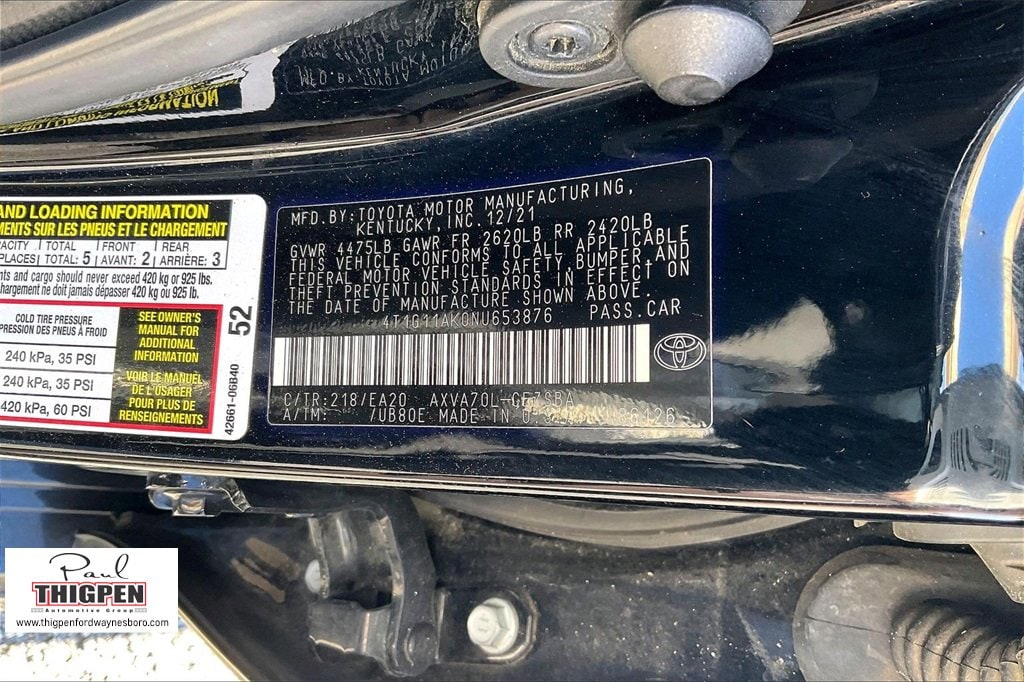 MFD.BY:TOYOTA MOTOR MANUFACTURING,
KENTUCKY, INC. 12/21
GVWR 4475LB GAWR FR 2620LB RR 2420LB
THIS VEHICLE CONFORMS TO ALL APPLICABLE
FEDERAL MOTOR VEHICLE SAFETY, BUMPER AND
THEFT PREVENTION STANDARDS IN EFFECT ON
THE DATE OF MANUFACTURE SHOWN ABOVE.
4T1G11AK0NU653876 PASS.CAR
C/TR:218/EA20 AXVA70L-
A/TM: /UB80E MADE IN
AND LOADING INFORMATION
EMENTS SUR LES PNEUS ET LE CHARGEMENT
ACITY TOTAL FRONT REAR
PLACES TOTAL: 5 AVANT: 2 ARRIÈRE: 3
nts and cargo should never exceed 420 kg or 925 lbs.
ent ne doit jamais dépasser 420 kg ou 925 lb.
COLD TIRE PRESSURE
PRESSION DES PNEUS À FROID
240 kPa, 35 PSI
240 kPa, 35 PSI
420 kPa, 60 PSI
SEE OWNER'S
MANUAL FOR
ADDITIONAL
INFORMATION
VOIR LE MANUEL
DE L'USAGER
POUR PLUS DE
RENSEIGNEMENTS
42661-06B40 52
Paul
THIGPEN
Automotive Group
www.thigpenfordwaynesboro.com